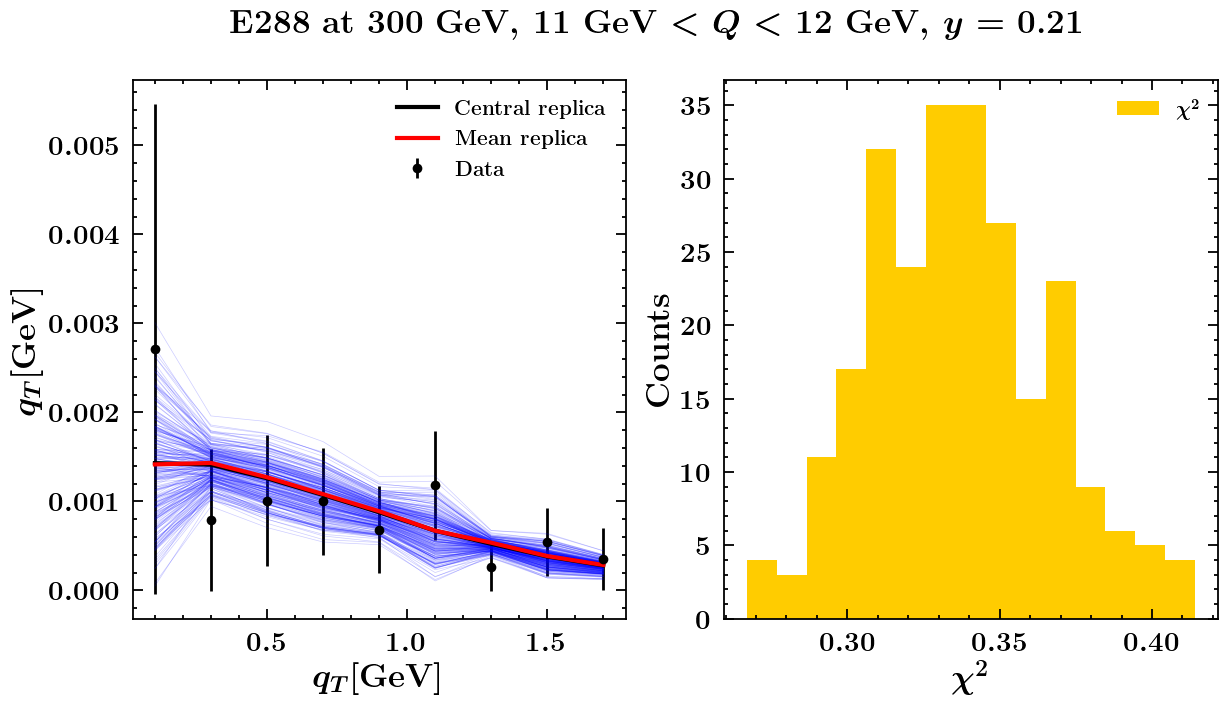 E288 at 300 GeV, 11 GeV < Q < 12 GeV, y = 0.21
Central replica
Mean replica
Data
0.005
0.004
0.003
0.002
0.001
0.000
q_T[GeV]
0.5 1.0 1.5
q_T[GeV]
χ²
35
30
25
20
15
10
5
0
Counts
0.30 0.35 0.40
χ²